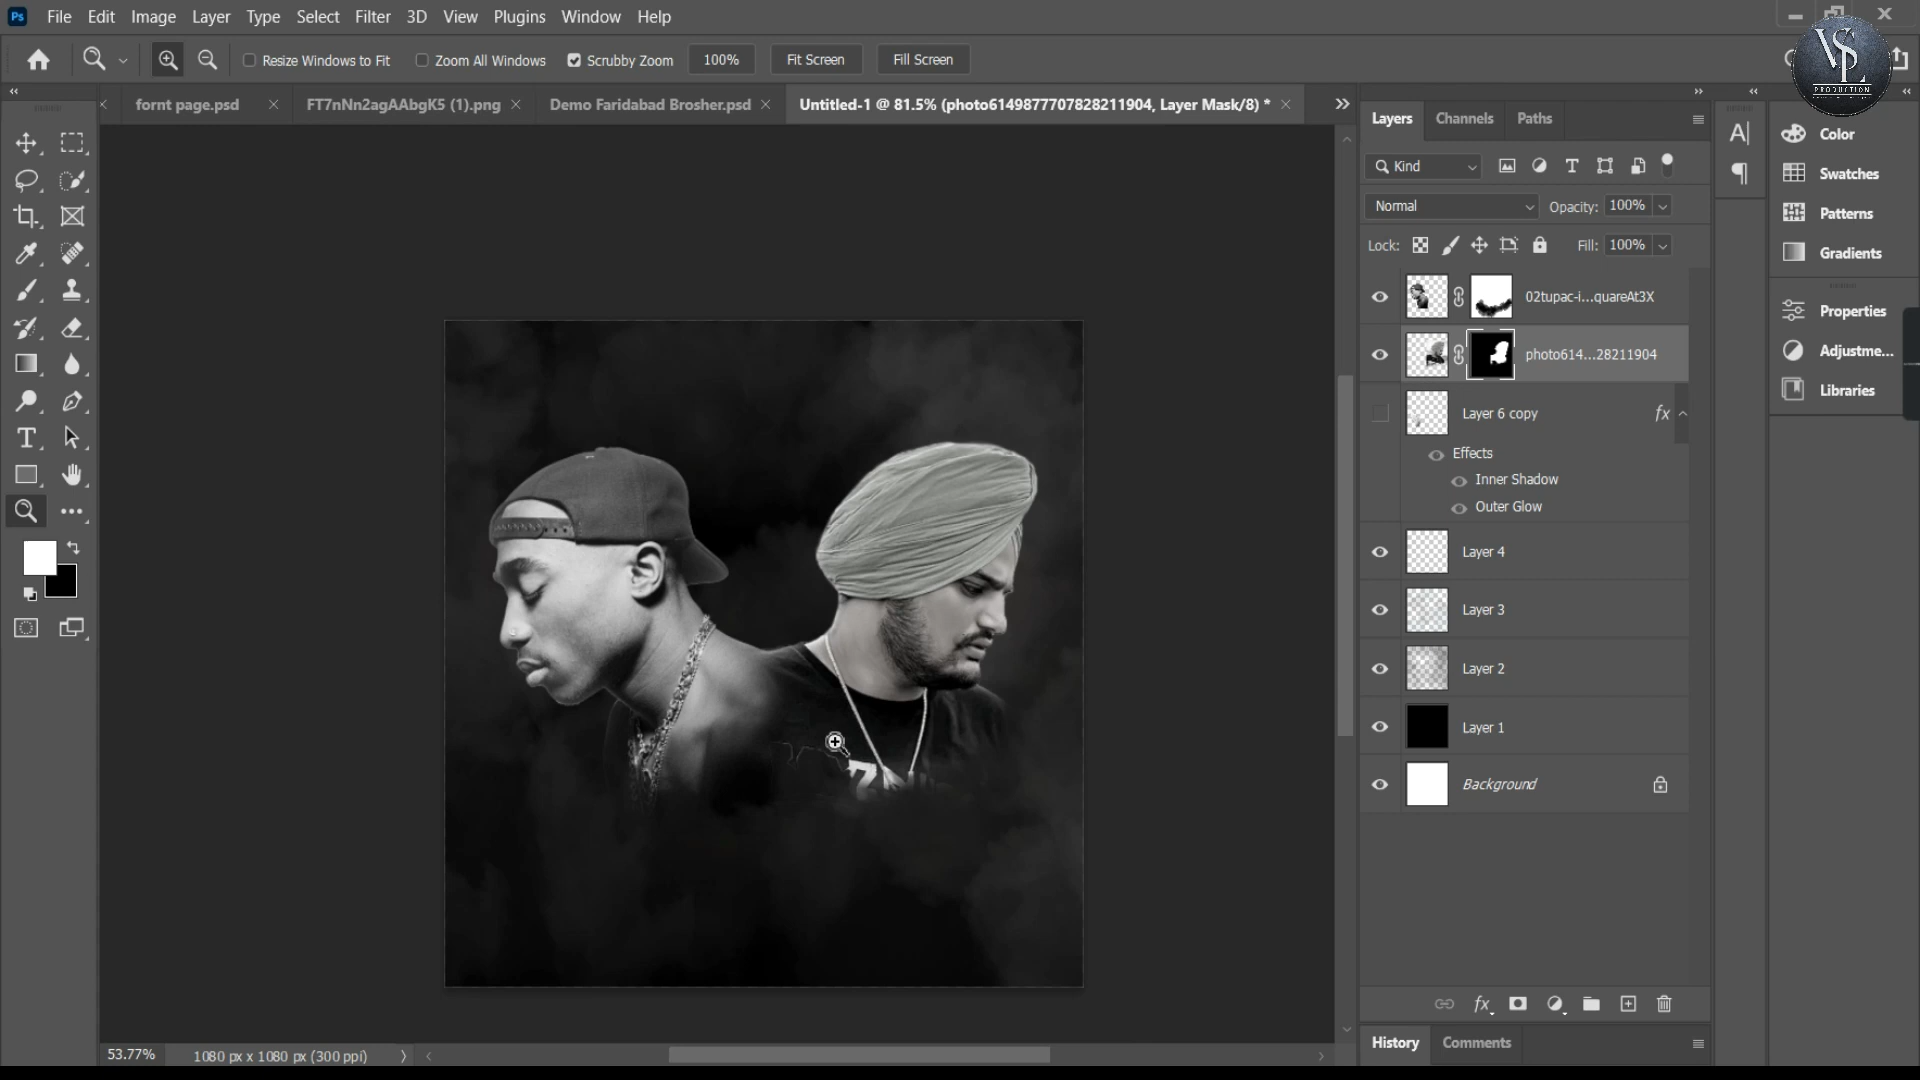 Ps File Edit Image Layer Type Select Filter 3D View Plugins Window Help
Resize Windows to Fit Zoom All Windows Scrubby Zoom 100% Fit Screen Fill Screen
VSL
PRODUCTION
fornt page.psd FT7nNn2agAAbgK5 (1).png Demo Faridabad Brosher.psd Untitled-1 @ 81.5% (photo6149877707828211904, Layer Mask/8) *
Layers Channels Paths
Kind
Normal Opacity: 100%
Lock: Fill: 100%
02tupac-i...quareAt3X
photo614...28211904
Layer 6 copy fx
Effects
Inner Shadow
Outer Glow
Layer 4
Layer 3
Layer 2
Layer 1
Background
fx
History Comments
Color
Swatches
Patterns
Gradients
Properties
Adjustme...
Libraries
53.77% 1080 px x 1080 px (300 ppi)